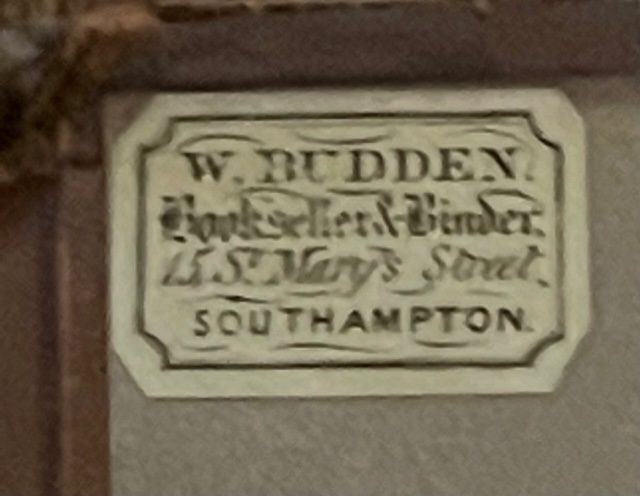 W. BUDDEN.
Bookseller & Binder.
15 St Mary's Street.
SOUTHAMPTON.